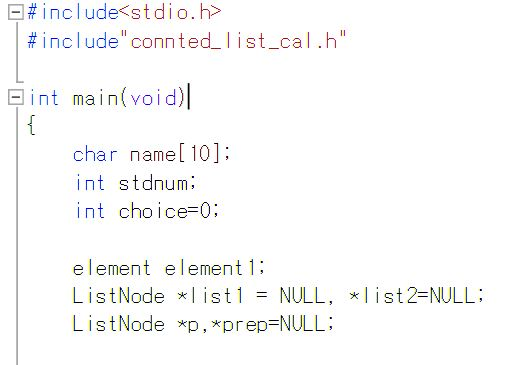 #include<stdio.h>
#include"connted_list_cal.h"
int main(void)
{
char name[10];
int stdnum;
int choice=0;
element element1;
ListNode *list1 = NULL, *list2=NULL;
ListNode *p,*prep=NULL;